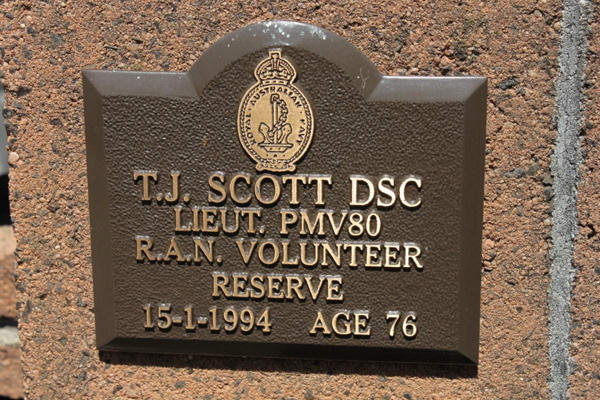 ROYAL AUSTRALIAN NAVY
T.J. SCOTT DSC
LIEUT. PMV80
R.A.N. VOLUNTEER
RESERVE
15-1-1994 AGE 76